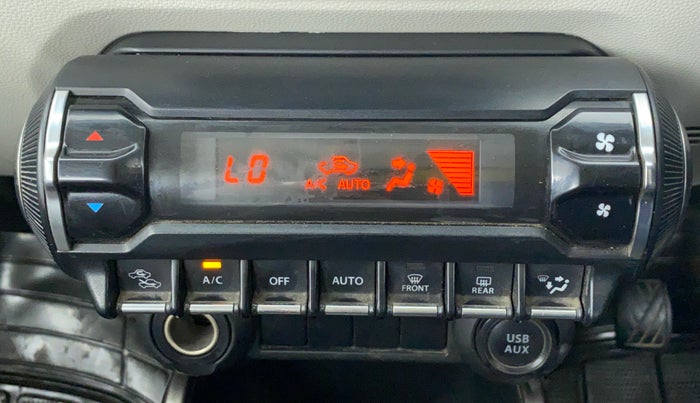 LO
A/C AUTO
A/C
OFF
AUTO
FRONT
REAR
USB
AUX